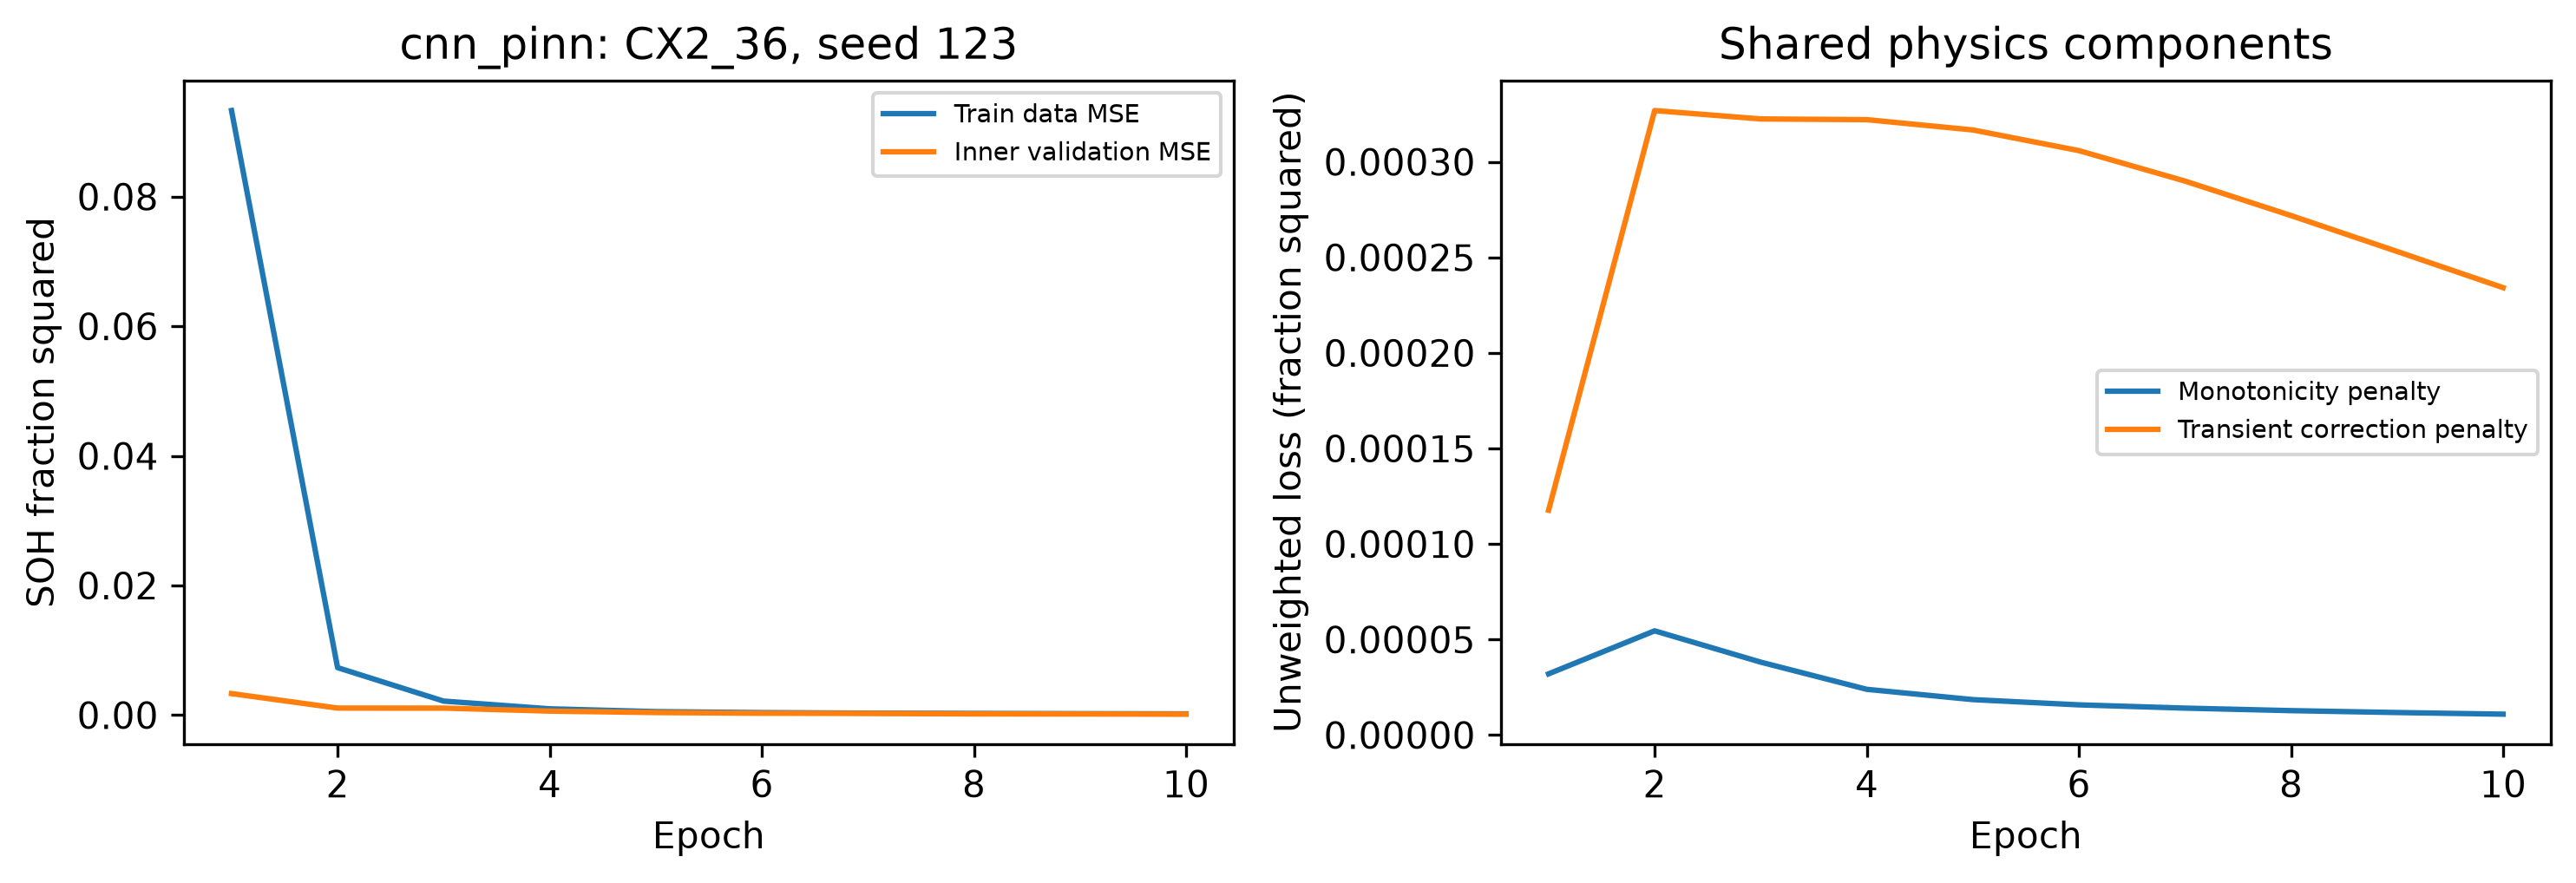 cnn_pinn: CX2_36, seed 123
SOH fraction squared
0.08
0.06
0.04
0.02
0.00
Train data MSE
Inner validation MSE
2 4 6 8 10
Epoch
Shared physics components
Unweighted loss (fraction squared)
0.00030
0.00025
0.00020
0.00015
0.00010
0.00005
0.00000
Monotonicity penalty
Transient correction penalty
2 4 6 8 10
Epoch